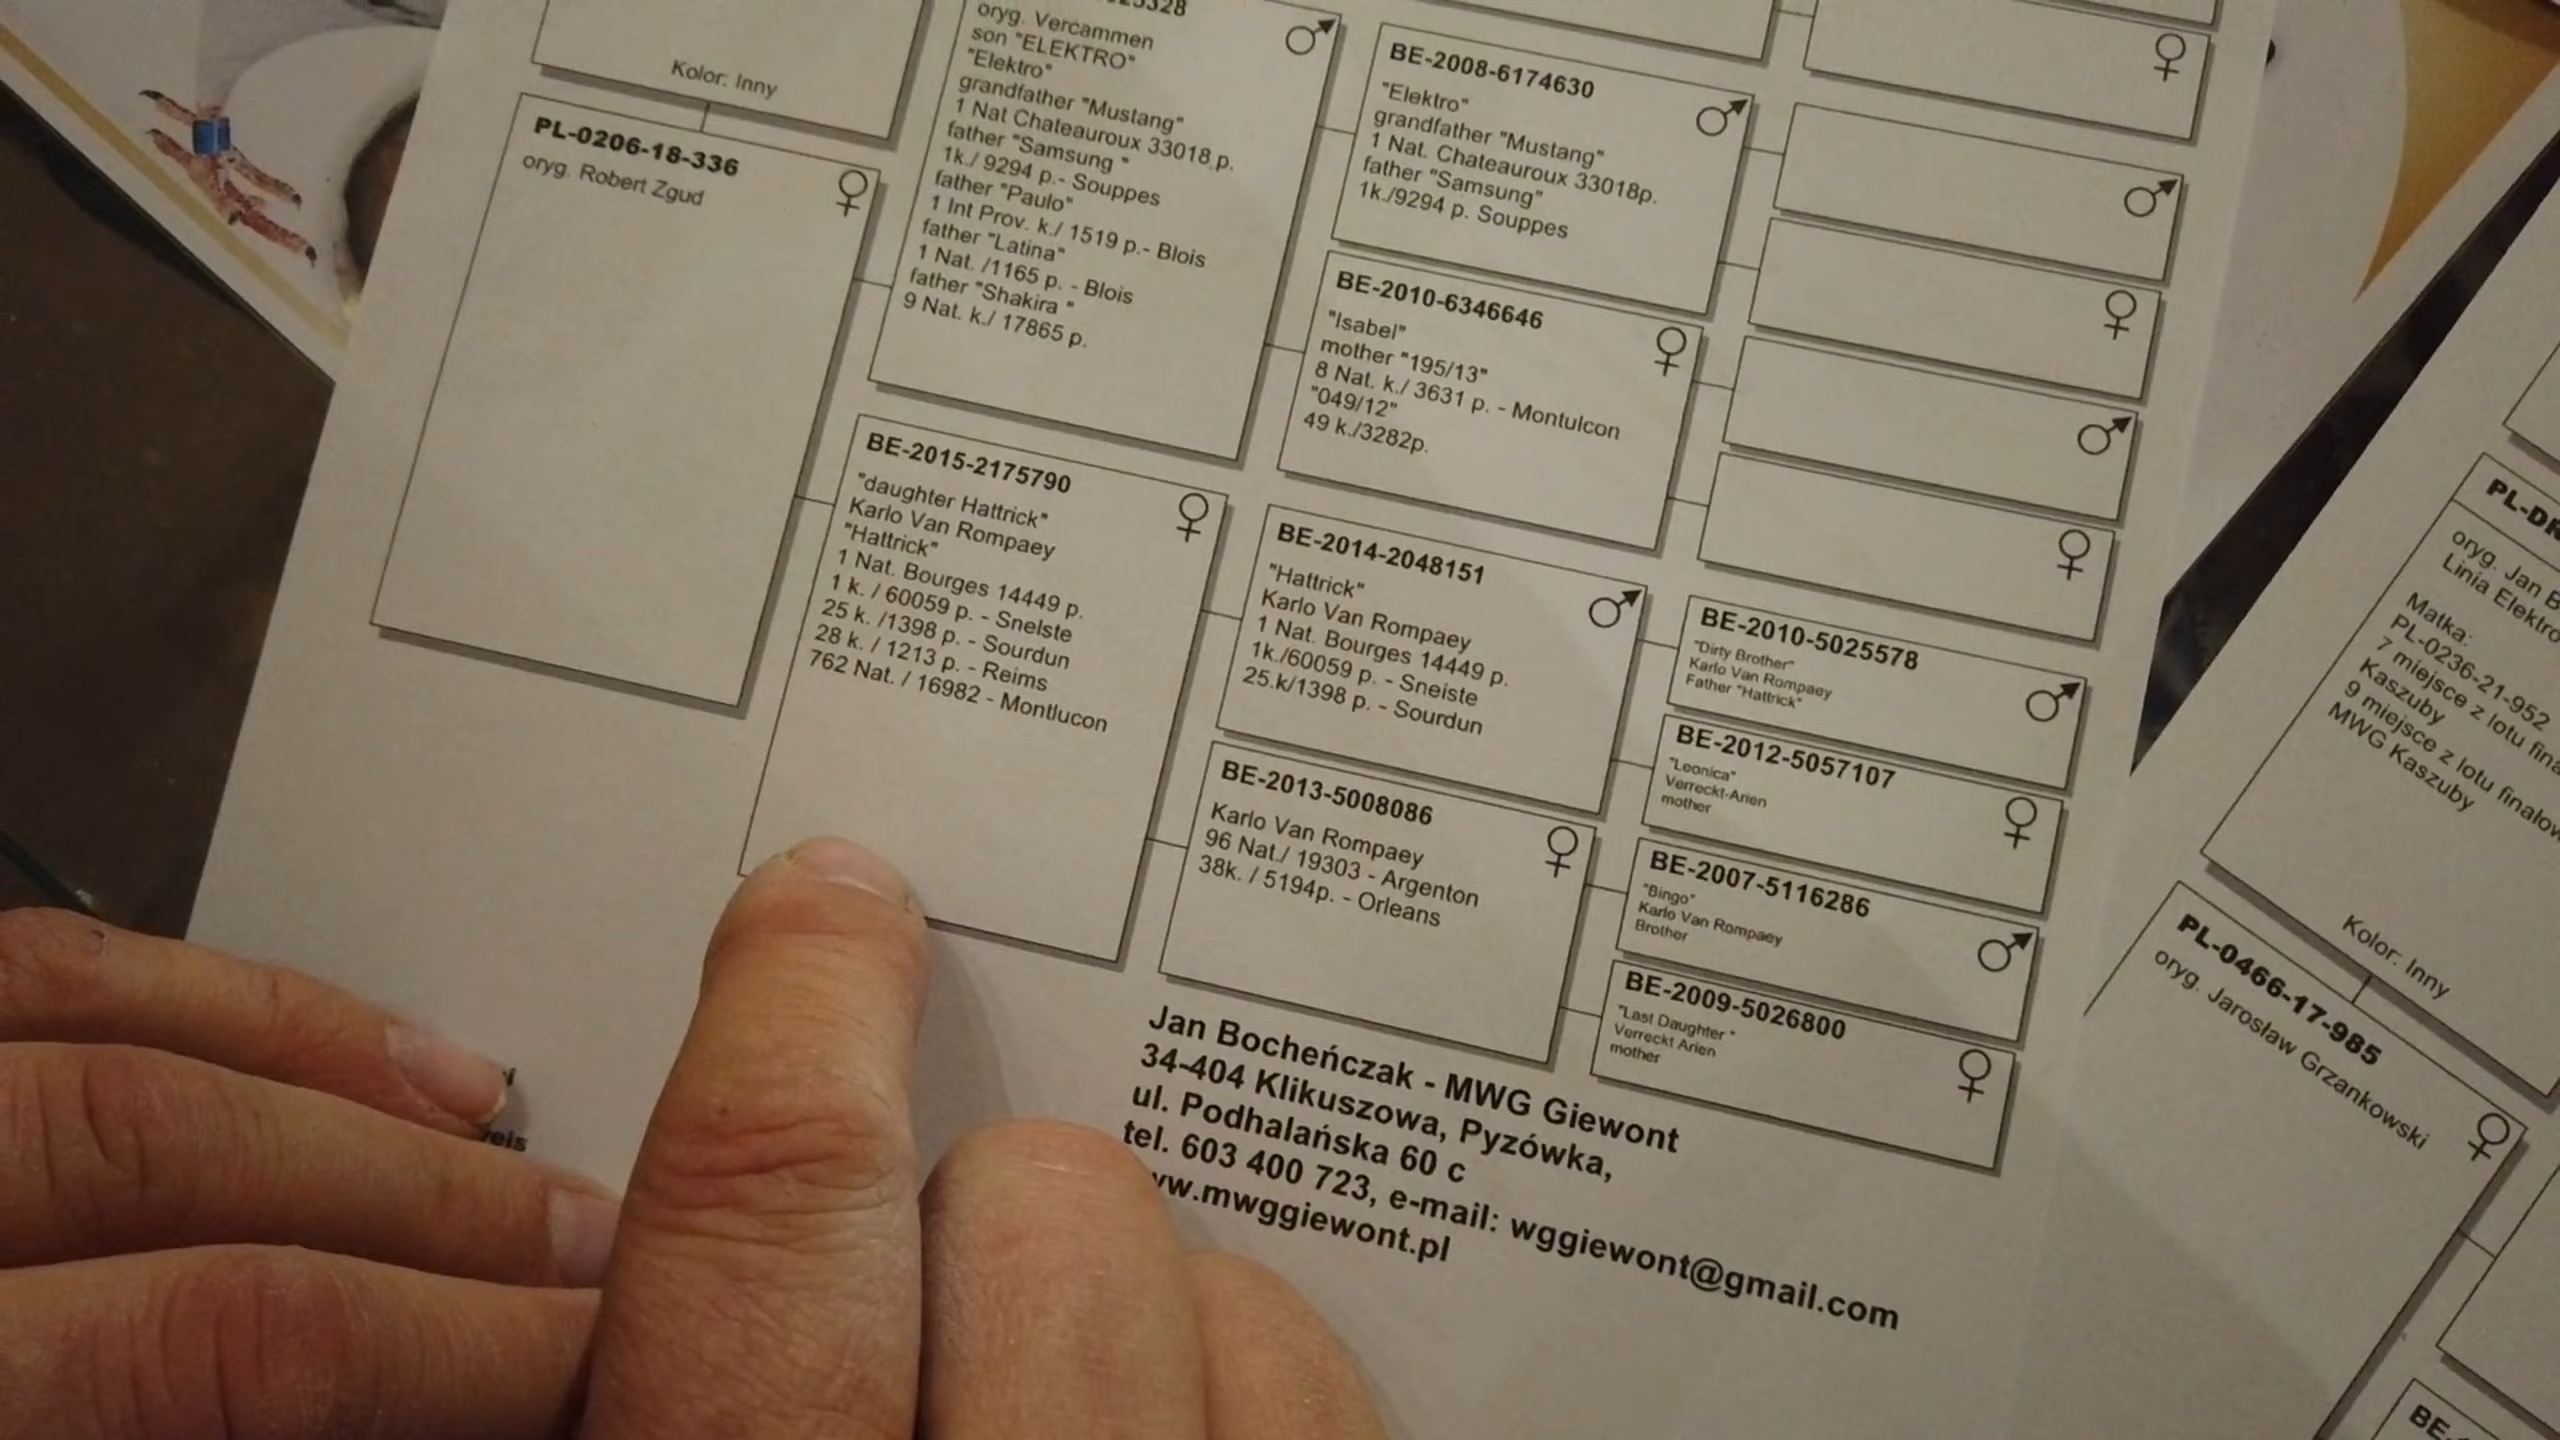 Kolor: Inny
PL-0206-18-336
oryg. Robert Zgud
oryg. Vercammen
son "ELEKTRO"
"Elektro"
grandfather "Mustang"
1 Nat Chateauroux 33018 p.
father "Samsung "
1k./ 9294 p.- Souppes
father "Paulo"
1 Int Prov. k./ 1519 p.- Blois
father "Latina"
1 Nat. /1165 p. - Blois
father "Shakira "
9 Nat. k./ 17865 p.
BE-2015-2175790
"daughter Hattrick"
Karlo Van Rompaey
"Hattrick"
1 Nat. Bourges 14449 p.
1 k. / 60059 p. - Snelste
25 k. /1398 p. - Sourdun
28 k. / 1213 p. - Reims
762 Nat. / 16982 - Montlucon
BE-2008-6174630
"Elektro"
grandfather "Mustang"
1 Nat. Chateauroux 33018p.
father "Samsung"
1k./9294 p. Souppes
BE-2010-6346646
"Isabel"
mother "195/13"
8 Nat. k./ 3631 p. - Montulcon
"049/12"
49 k./3282p.
BE-2014-2048151
"Hattrick"
Karlo Van Rompaey
1 Nat. Bourges 14449 p.
1k./60059 p. - Sneiste
25.k/1398 p. - Sourdun
BE-2013-5008086
Karlo Van Rompaey
96 Nat./ 19303 - Argenton
38k. / 5194p. - Orleans
BE-2010-5025578
"Dirty Brother"
Karlo Van Rompaey
Father "Hattrick"
BE-2012-5057107
"Leonica"
Verreckt-Arien
mother
BE-2007-5116286
"Bingo"
Karlo Van Rompaey
Brother
BE-2009-5026800
"Last Daughter "
Verreckt Arien
mother
Jan Bocheńczak - MWG Giewont
34-404 Klikuszowa, Pyzówka,
ul. Podhalańska 60 c
tel. 603 400 723, e-mail: wggiewont@gmail.com
w.mwggiewont.pl
oryg. Jan
Linia Elektro
Matka:
PL-0236-21-952
7 miejsce z lotu
Kaszuby
9 miejsce z lotu
MWG Kaszuby
Kolor: Inny
PL-0466-17-985
oryg. Jarosław Grzankowski